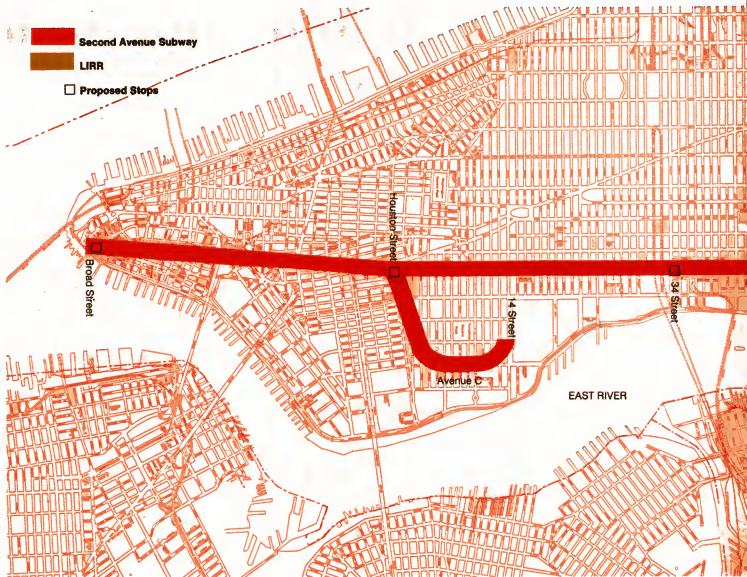 Second Avenue Subway
LIRR
Proposed Stops
Houston Street
Broad Street
14 Street
34 Street
Avenue C
EAST RIVER